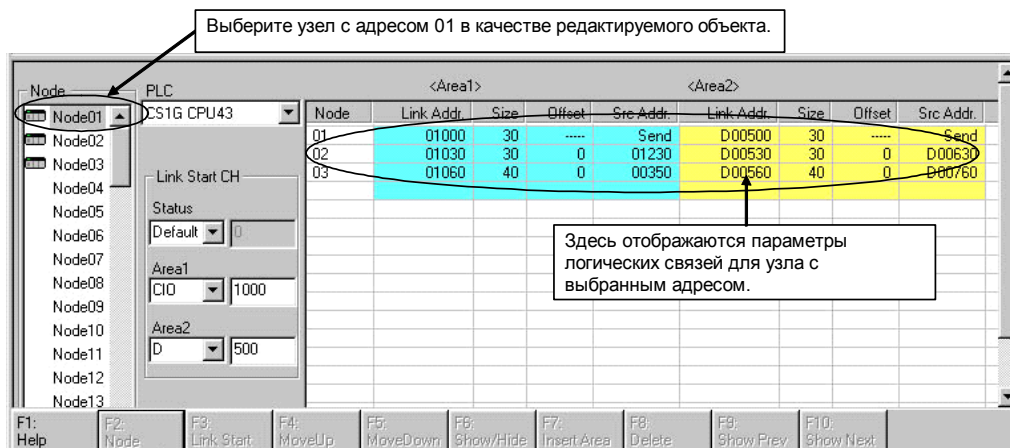 Выберите узел с адресом 01 в качестве редактируемого объекта.
Node PLC <Area1> <Area2>
Node01 CS1G CPU43 Node Link Addr. Size Offset Src Addr. Link Addr. Size Offset Src Addr.
01 01000 30 ----- Send D00500 30 ----- Send
Node02 02 01030 30 0 01230 D00530 30 0 D00630
Node03 03 01060 40 0 00350 D00560 40 0 D00760
Link Start CH
Node04
Node05 Status
Node06 Default 0
Node07
Node08 Area1
CIO 1000
Node09
Node10 Area2
Node11 D 500
Node12
Node13
Здесь отображаются параметры
логических связей для узла с
выбранным адресом.
F1: F2: F3: F4: F5: F6: F7: F8: F9: F10:
Help Node Link Start MoveUp MoveDown Show/Hide Insert Area Delete Show Prev Show Next